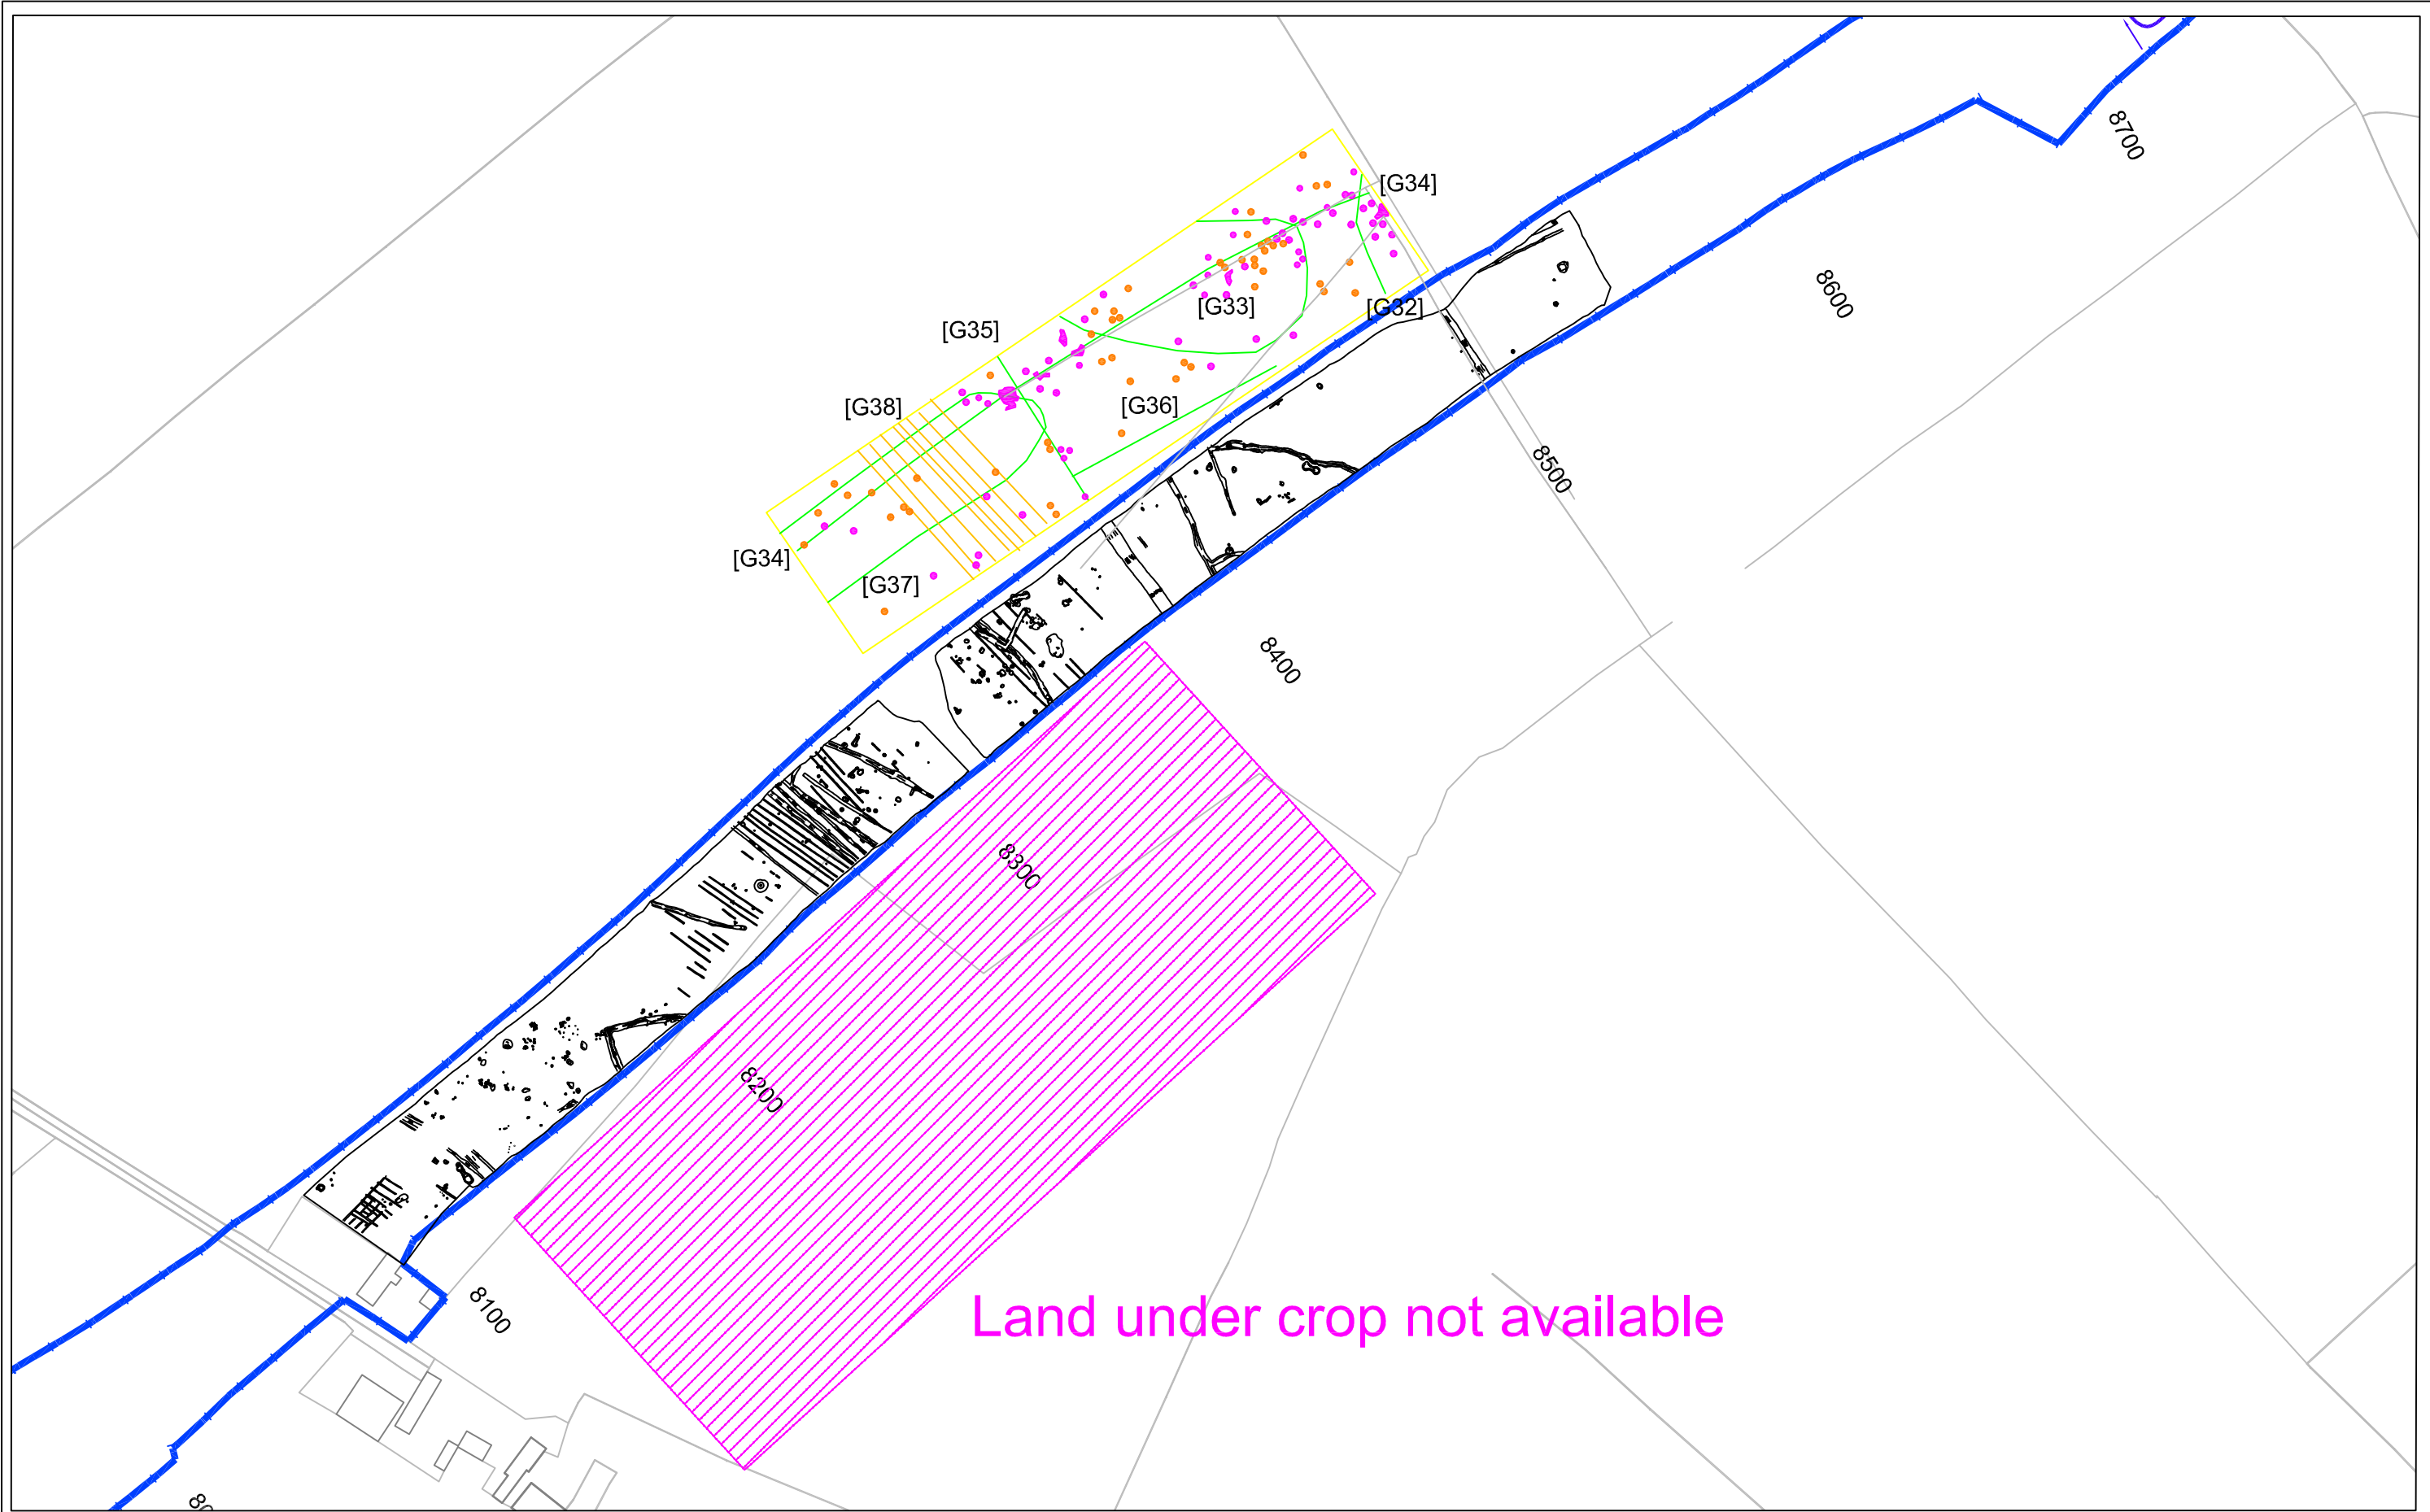 8700
[G34]
8600
[G33]
[G32]
[G35]
[G38]
[G36]
8500
[G34]
[G37]
8400
8300
8200
8100
Land under crop not available